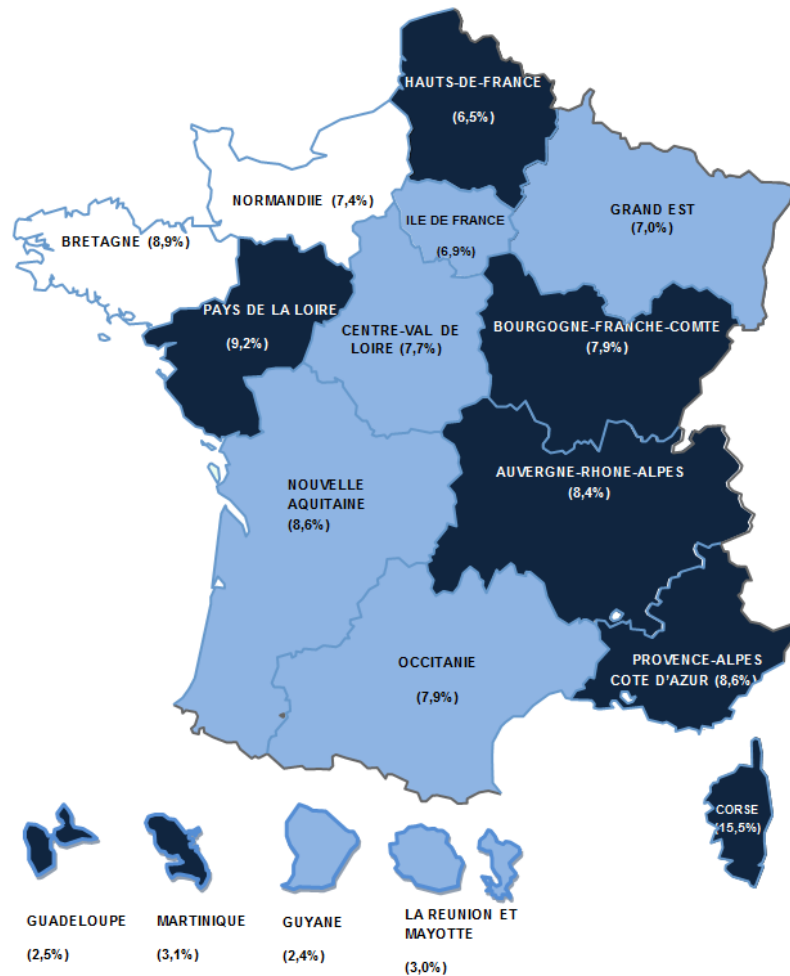 HAUTS-DE-FRANCE
(6,5%)
NORMANDIIE (7,4%)
ILE DE FRANCE
(6,9%)
GRAND EST
(7,0%)
BRETAGNE (8,9%)
PAYS DE LA LOIRE
(9,2%)
CENTRE-VAL DE
LOIRE (7,7%)
BOURGOGNE-FRANCHE-COMTE
(7,9%)
NOUVELLE
AQUITAINE
(8,6%)
AUVERGNE-RHONE-ALPES
(8,4%)
OCCITANIE
(7,9%)
PROVENCE-ALPES
COTE D'AZUR (8,6%)
CORSE
(15,5%)
GUADELOUPE
(2,5%)
MARTINIQUE
(3,1%)
GUYANE
(2,4%)
LA REUNION ET
MAYOTTE
(3,0%)